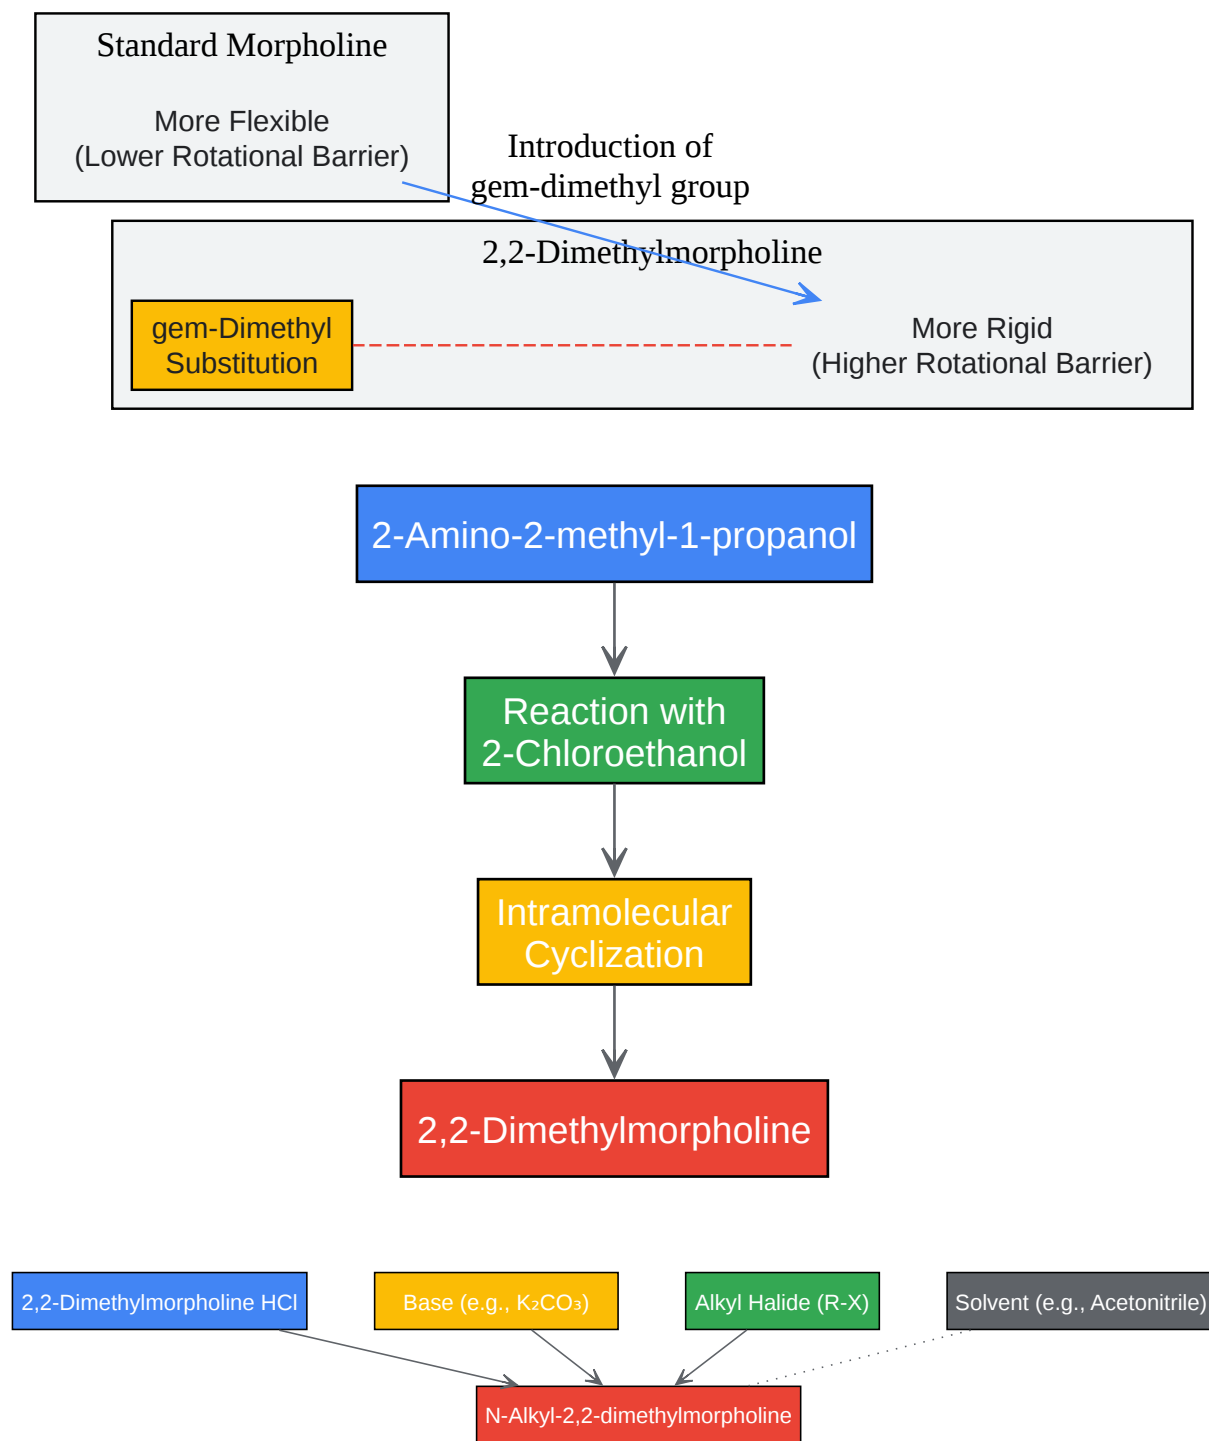 Standard Morpholine
More Flexible
(Lower Rotational Barrier)
Introduction of
gem-dimethyl group
2,2-Dimethylmorpholine
gem-Dimethyl
Substitution
More Rigid
(Higher Rotational Barrier)
2-Amino-2-methyl-1-propanol
Reaction with
2-Chloroethanol
Intramolecular
Cyclization
2,2-Dimethylmorpholine
2,2-Dimethylmorpholine HCl
Base (e.g., K₂CO₃)
Alkyl Halide (R-X)
Solvent (e.g., Acetonitrile)
N-Alkyl-2,2-dimethylmorpholine